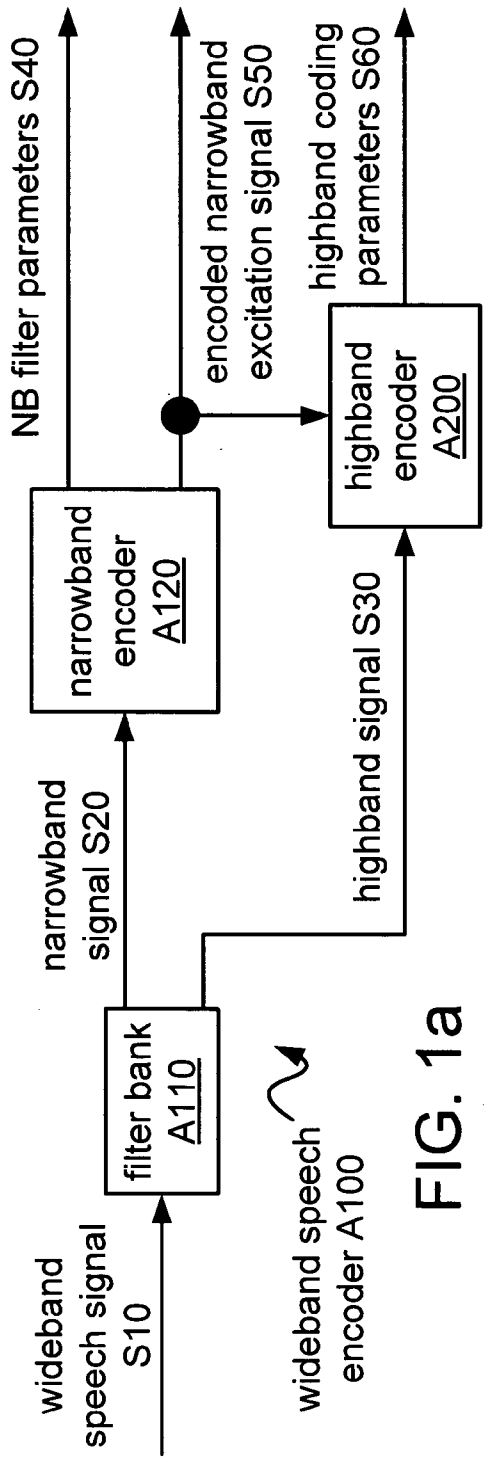 wideband
speech signal
S10
filter bank
A110
narrowband
signal S20
narrowband
encoder
A120
NB filter parameters S40
encoded narrowband
excitation signal S50
highband signal S30
highband
encoder
A200
highband coding
parameters S60
wideband speech
encoder A100
FIG. 1a